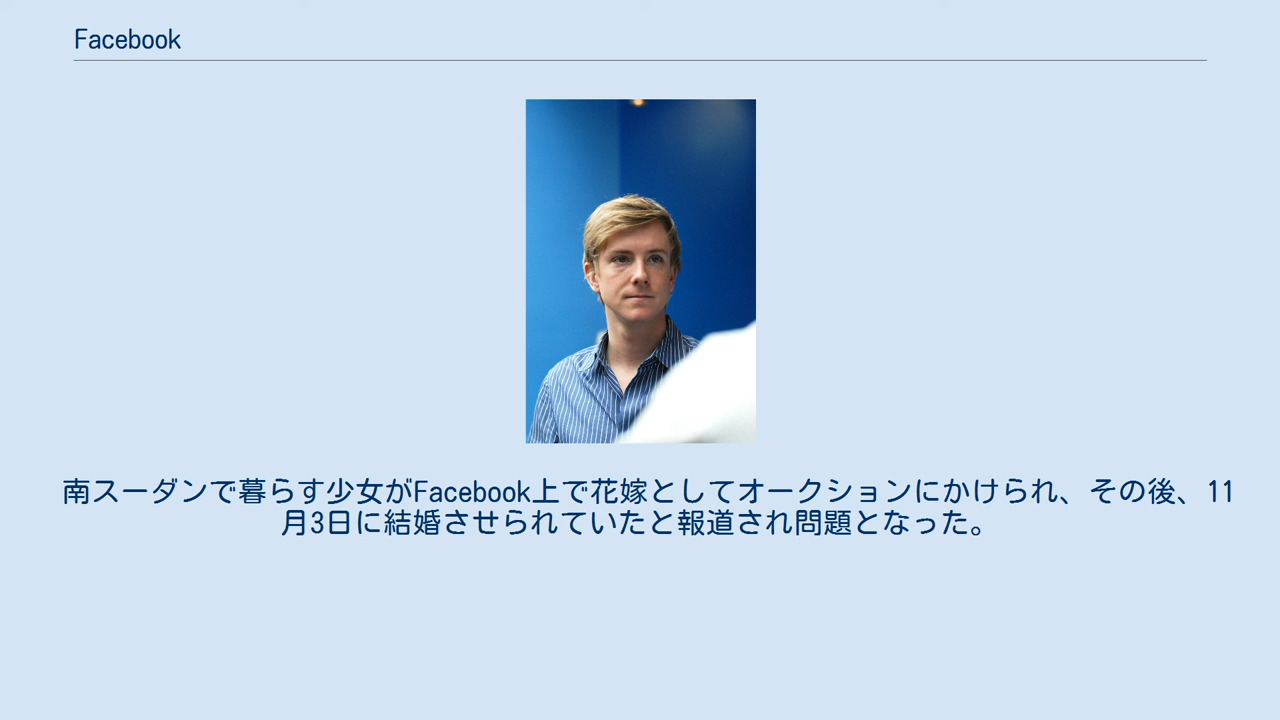 Facebook
南スーダンで暮らす少女がFacebook上で花嫁としてオークションにかけられ、その後、11
月3日に結婚させられていたと報道され問題となった。